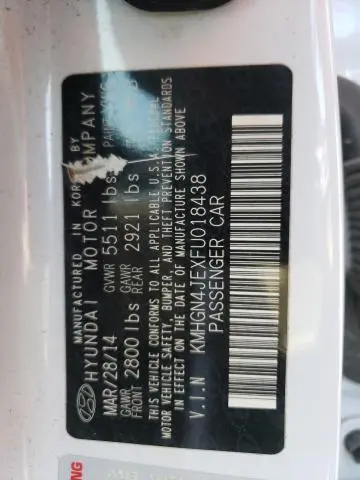 MANUFACTURED IN KOREA BY
HYUNDAI MOTOR COMPANY
MAR/28/14 GVWR 5511 lbs
GAWR FRONT 2800 lbs GAWR REAR 2921 lbs
THIS VEHICLE CONFORMS TO ALL APPLICABLE U.S.A. FEDERAL
MOTOR VEHICLE SAFETY, BUMPER, AND THEFT PREVENTION STANDARDS
IN EFFECT ON THE DATE OF MANUFACTURE SHOWN ABOVE
V.I.N KMHGN4JEXFU018438
PASSENGER CAR